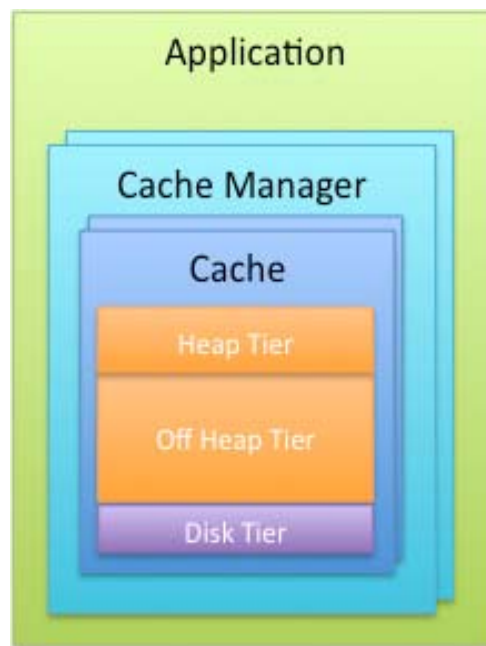 Application
Cache Manager
Cache
Heap Tier
Off Heap Tier
Disk Tier